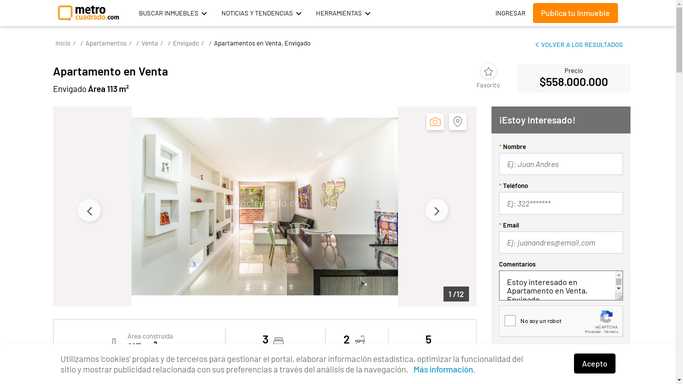 metro
cuadrado.com
BUSCAR INMUEBLES
NOTICIAS Y TENDENCIAS
HERRAMIENTAS
INGRESAR
Publica tu Inmueble
Inicio / / Apartamentos / / Venta / / Envigado / / Apartamentos en Venta, Envigado
VOLVER A LOS RESULTADOS
Apartamento en Venta
Envigado Área 113 m²
Favorito
Precio
$558.000.000
¡Estoy Interesado!
* Nombre
Ej: Juan Andres
* Teléfono
Ej: 322*******
* Email
Ej: juanandres@email.com
Comentarios
Estoy interesado en
Apartamento en Venta,
Envigado
No soy un robot
reCAPTCHA
Privacidad - Términos
1 /12
Área construida
3
2
5
Utilizamos 'cookies' propias y de terceros para gestionar el portal, elaborar información estadística, optimizar la funcionalidad del
sitio y mostrar publicidad relacionada con sus preferencias a través del análisis de la navegación. Más información.
Acepto